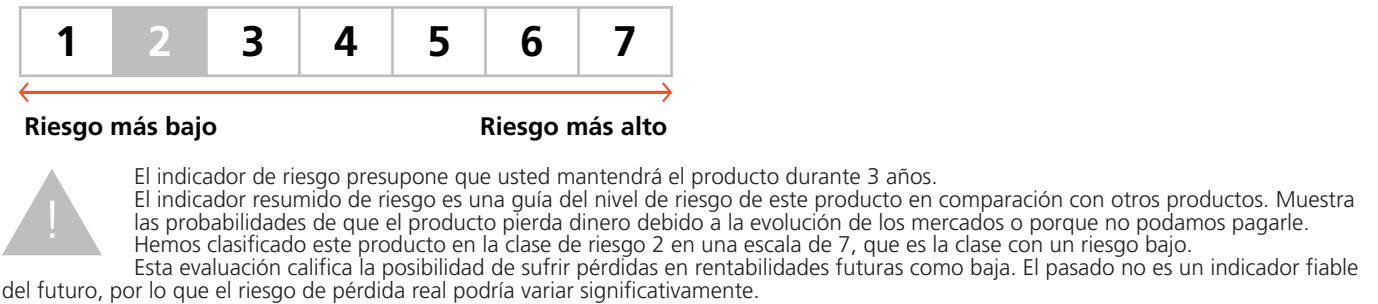 1 2 3 4 5 6 7
Riesgo más bajo Riesgo más alto
!
El indicador de riesgo presupone que usted mantendrá el producto durante 3 años.
El indicador resumido de riesgo es una guía del nivel de riesgo de este producto en comparación con otros productos. Muestra
las probabilidades de que el producto pierda dinero debido a la evolución de los mercados o porque no podamos pagarle.
Hemos clasificado este producto en la clase de riesgo 2 en una escala de 7, que es la clase con un riesgo bajo.
Esta evaluación califica la posibilidad de sufrir pérdidas en rentabilidades futuras como baja. El pasado no es un indicador fiable
del futuro, por lo que el riesgo de pérdida real podría variar significativamente.